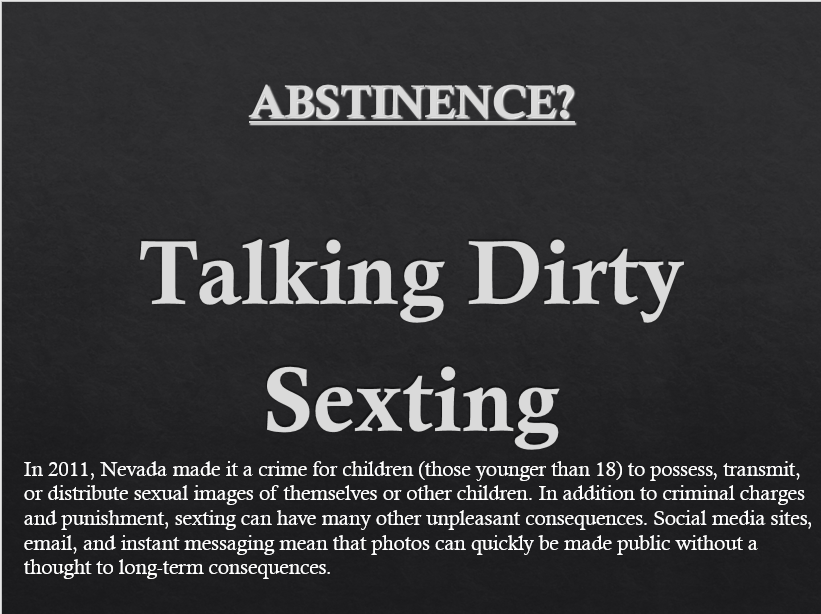 ABSTINENCE?
Talking Dirty
Sexting
In 2011, Nevada made it a crime for children (those younger than 18) to possess, transmit,
or distribute sexual images of themselves or other children. In addition to criminal charges
and punishment, sexting can have many other unpleasant consequences. Social media sites,
email, and instant messaging mean that photos can quickly be made public without a
thought to long-term consequences.